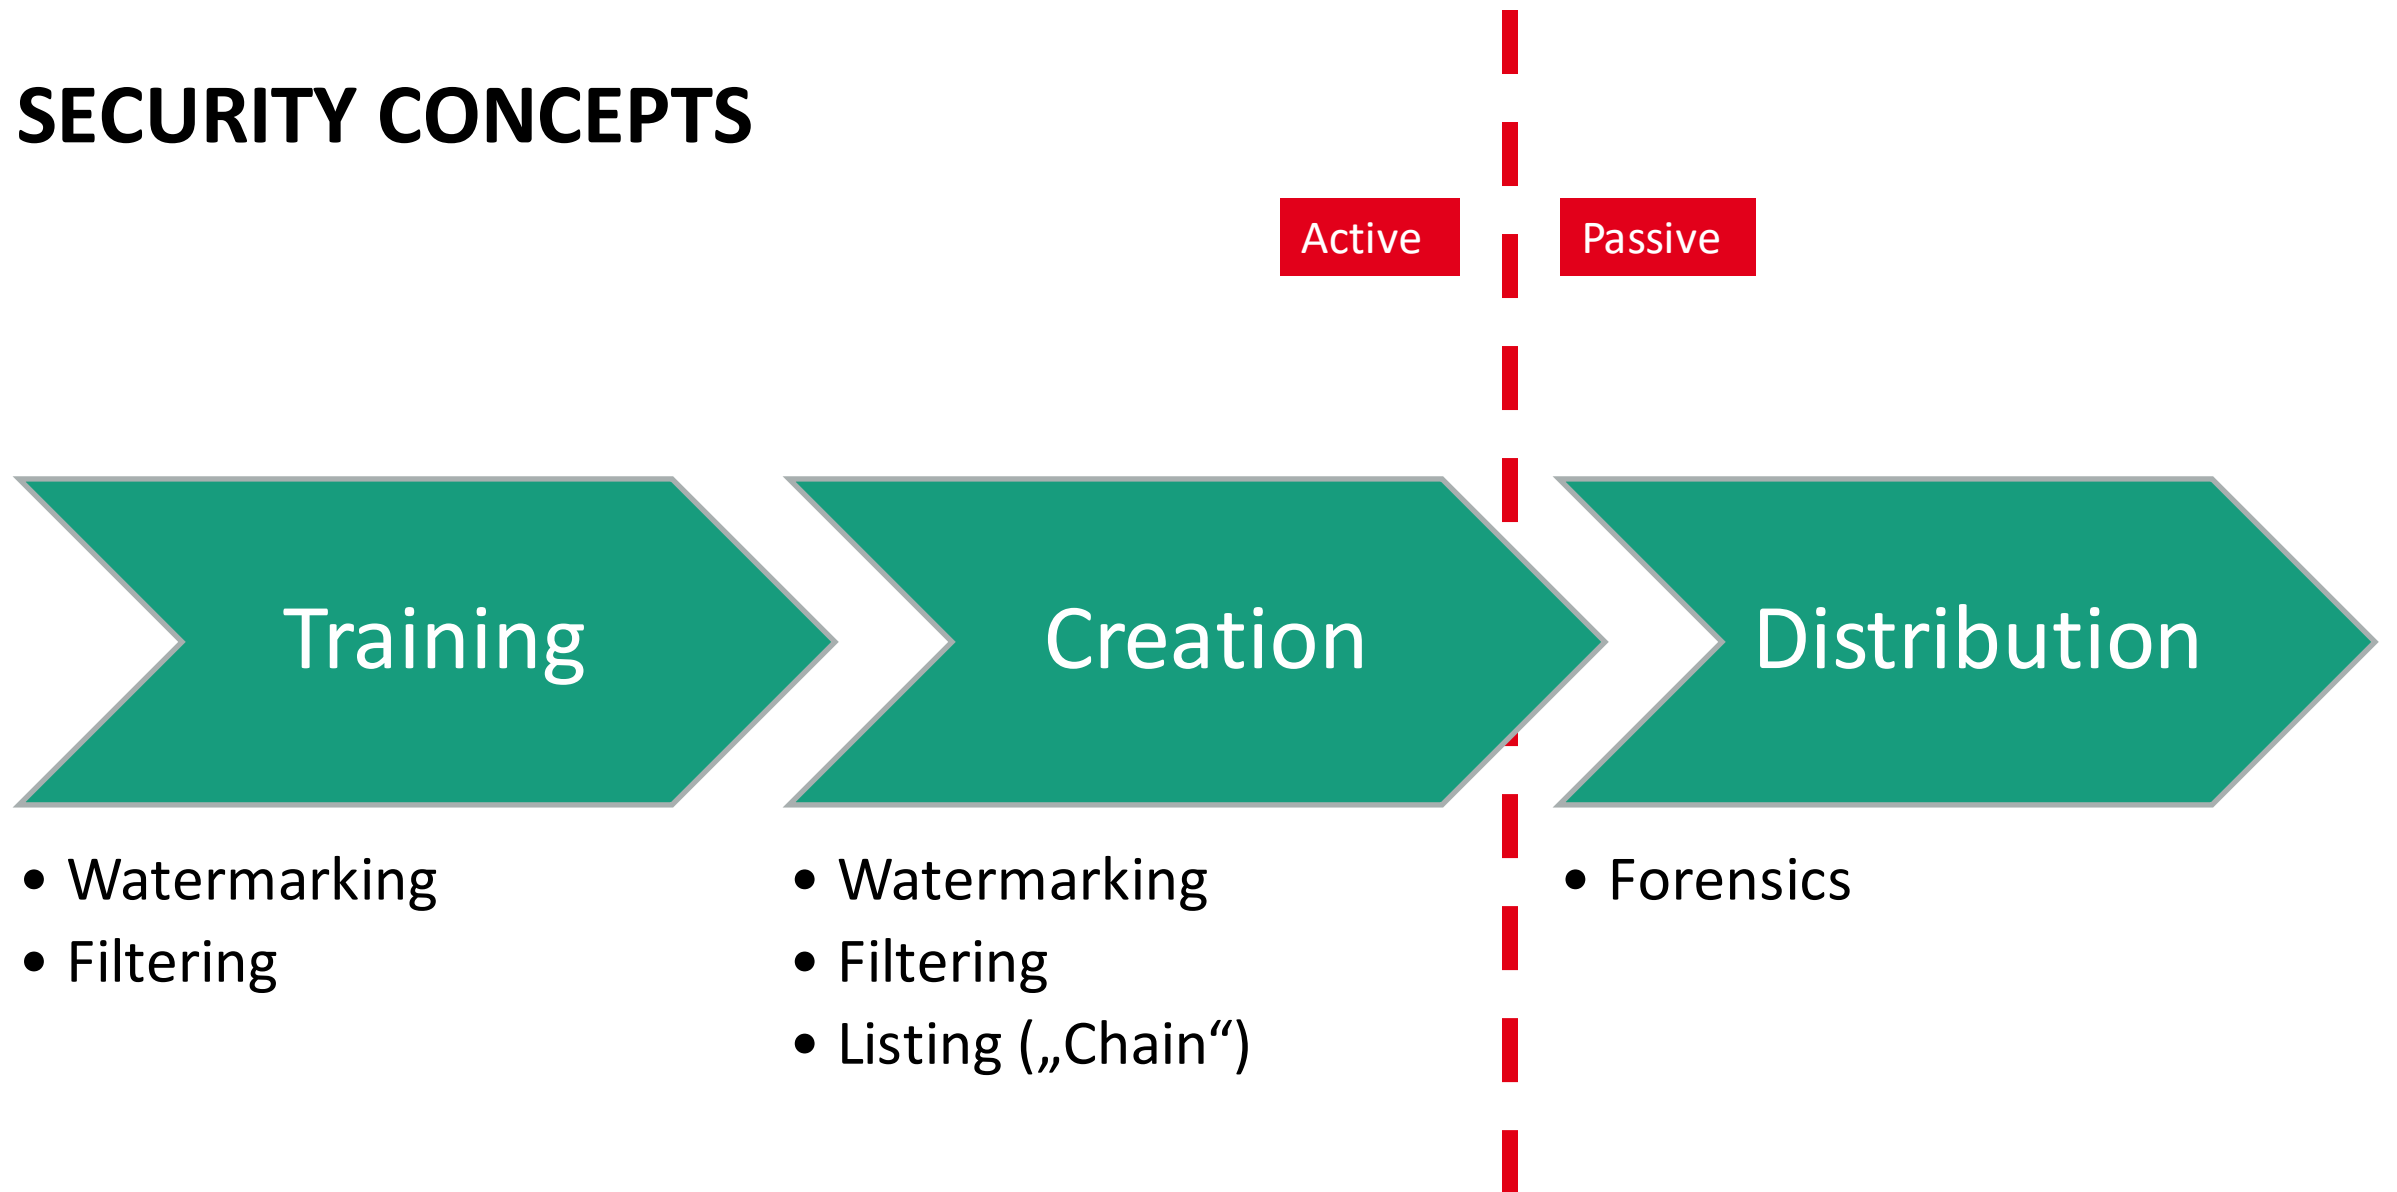 SECURITY CONCEPTS
Active
Passive
Training
Creation
Distribution
• Watermarking
• Filtering
• Watermarking
• Filtering
• Listing („Chain“)
• Forensics